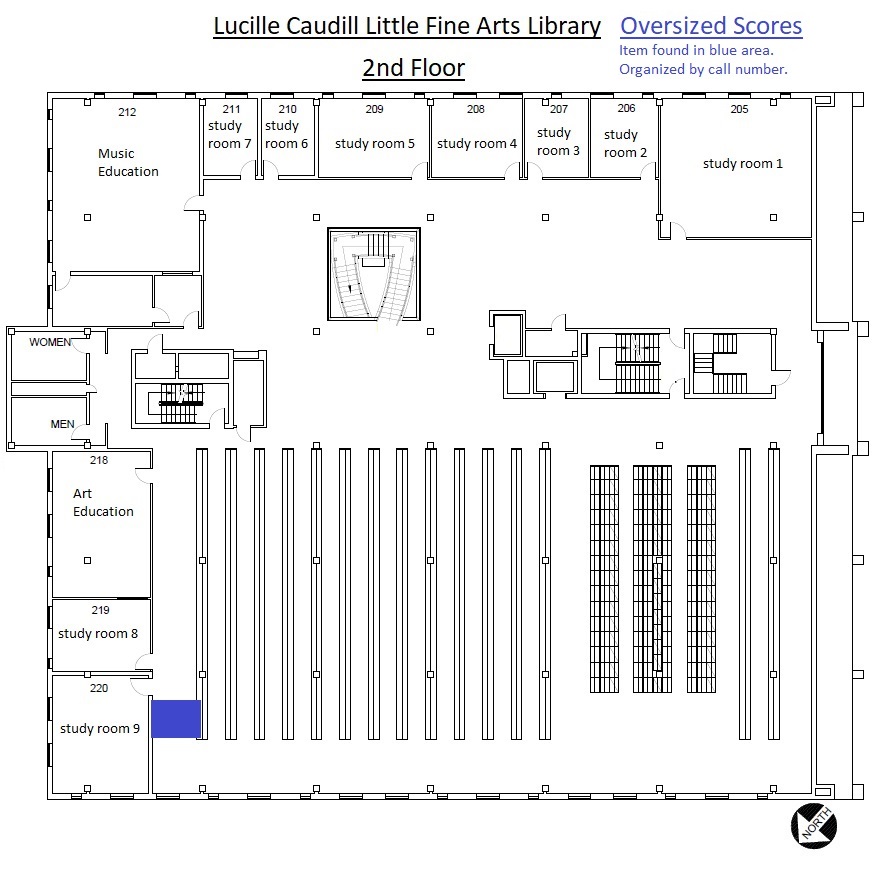 Lucille Caudill Little Fine Arts Library
Oversized Scores
Item found in blue area.
Organized by call number.
2nd Floor
212
Music
Education
211
study
room 7
210
study
room 6
209
study room 5
208
study room 4
207
study
room 3
206
study
room 2
205
study room 1
WOMEN
MEN
218
Art
Education
219
study room 8
220
study room 9
NORTH